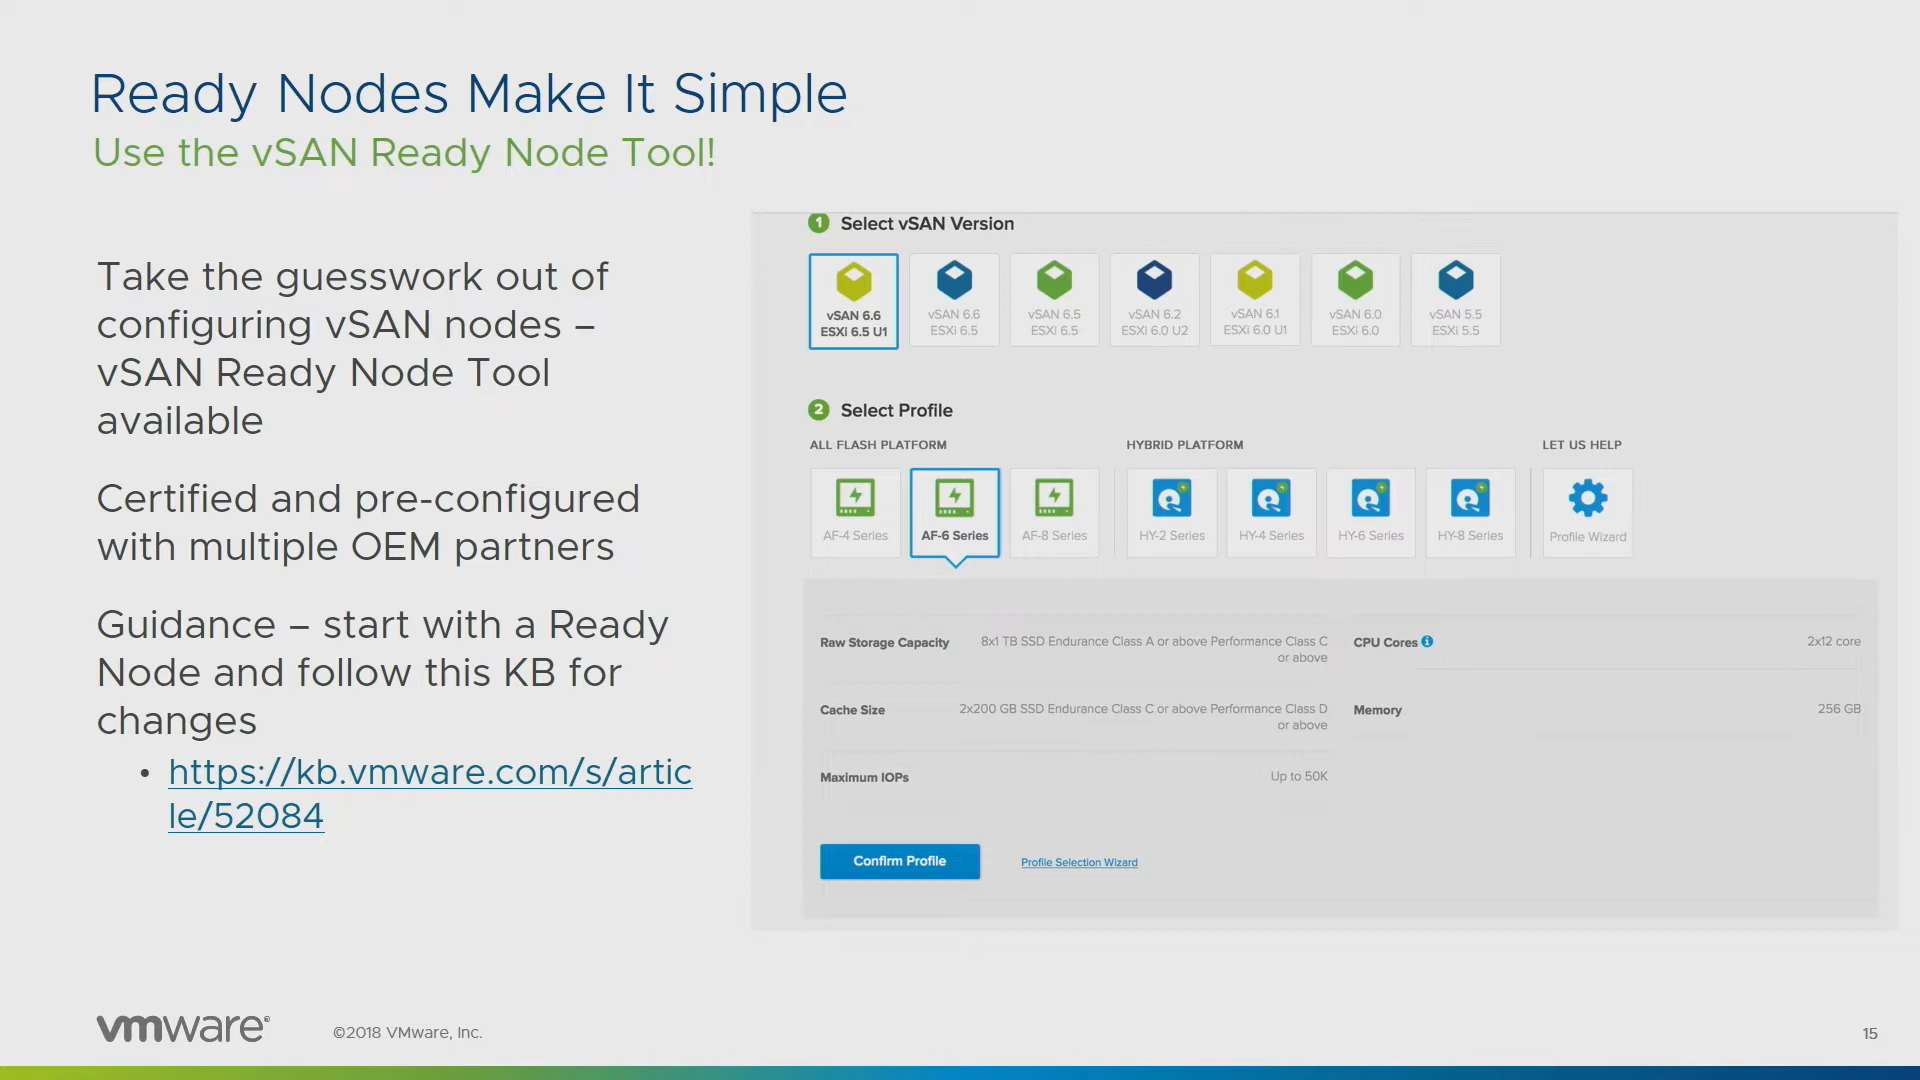 Ready Nodes Make It Simple
Use the vSAN Ready Node Tool!
Take the guesswork out of
configuring vSAN nodes –
vSAN Ready Node Tool
available
Certified and pre-configured
with multiple OEM partners
Guidance – start with a Ready
Node and follow this KB for
changes
• https://kb.vmware.com/s/artic
le/52084
1 Select vSAN Version
vSAN 6.6
ESXi 6.5 U1
vSAN 6.6
ESXi 6.5
vSAN 6.5
ESXi 6.5
vSAN 6.2
ESXi 6.0 U2
vSAN 6.1
ESXi 6.0 U1
vSAN 6.0
ESXi 6.0
vSAN 5.5
ESXi 5.5
2 Select Profile
ALL FLASH PLATFORM
AF-4 Series
AF-6 Series
AF-8 Series
HYBRID PLATFORM
HY-2 Series
HY-4 Series
HY-6 Series
HY-8 Series
LET US HELP
Profile Wizard
Raw Storage Capacity 8x1 TB SSD Endurance Class A or above Performance Class C
or above
CPU Cores 2x12 core
Cache Size 2x200 GB SSD Endurance Class C or above Performance Class D
or above
Memory 256 GB
Maximum IOPs Up to 50K
Confirm Profile
Profile Selection Wizard
vmware®
©2018 VMware, Inc.
15